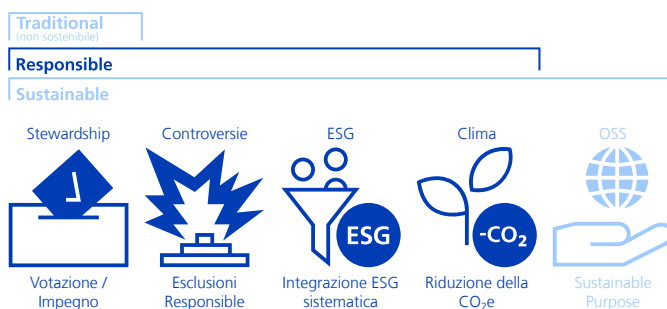 Traditional
(non sostenibile)
Responsible
Sustainable
Stewardship Controversie ESG Clima OSS
ESG -CO₂
Votazione / Esclusioni Integrazione ESG Riduzione della Sustainable
Impegno Responsible sistematica CO₂e Purpose